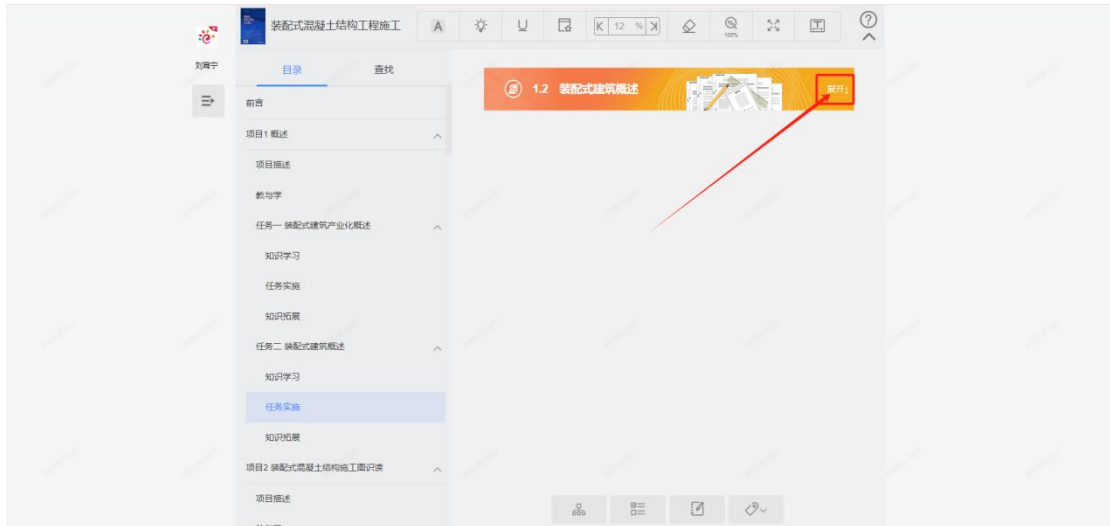 装配式混凝土结构工程施工
A
12 %
100%
刘海宁
目录
查找
前言
项目1 概述
项目描述
教与学
任务一 装配式建筑产业化概述
知识学习
任务实施
知识拓展
任务二 装配式建筑概述
知识学习
任务实施
知识拓展
项目2 装配式混凝土结构施工图识读
项目描述
1.2 装配式建筑概述
展开↓